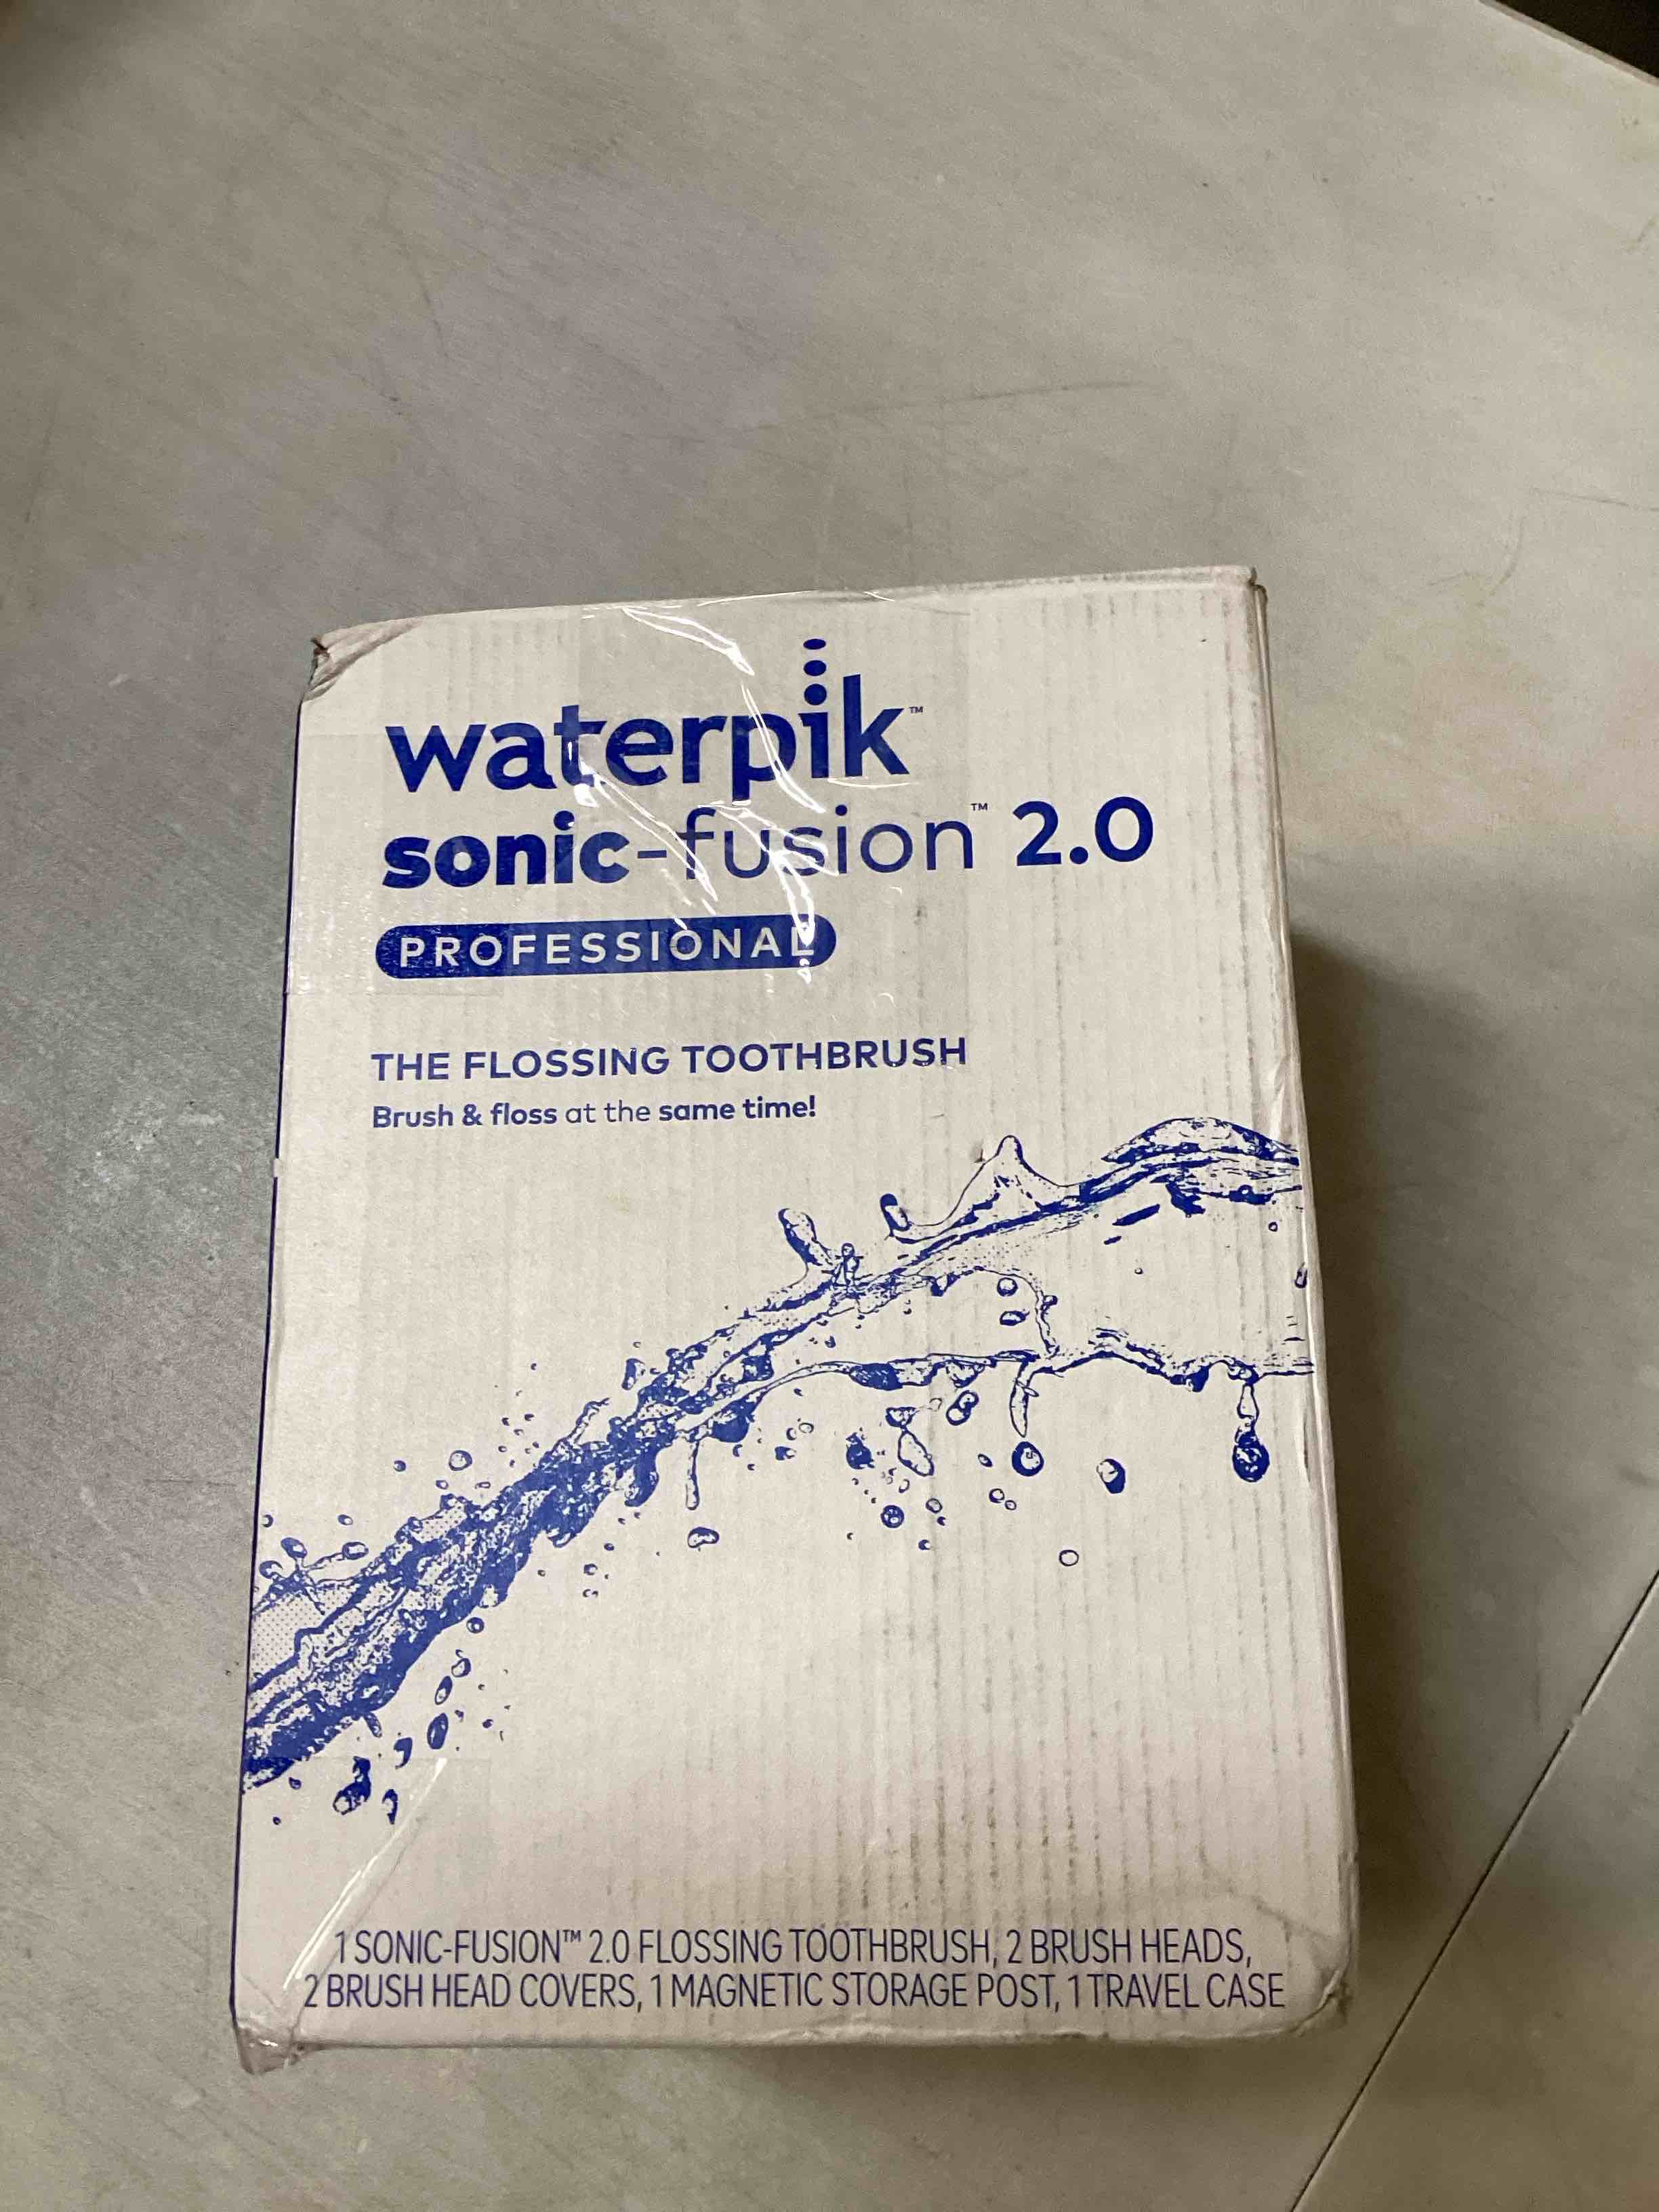 waterpik™
sonic-fusion™ 2.0
PROFESSIONAL
THE FLOSSING TOOTHBRUSH
Brush & floss at the same time!
1 SONIC-FUSION™ 2.0 FLOSSING TOOTHBRUSH, 2 BRUSH HEADS,
2 BRUSH HEAD COVERS, 1 MAGNETIC STORAGE POST, 1 TRAVEL CASE